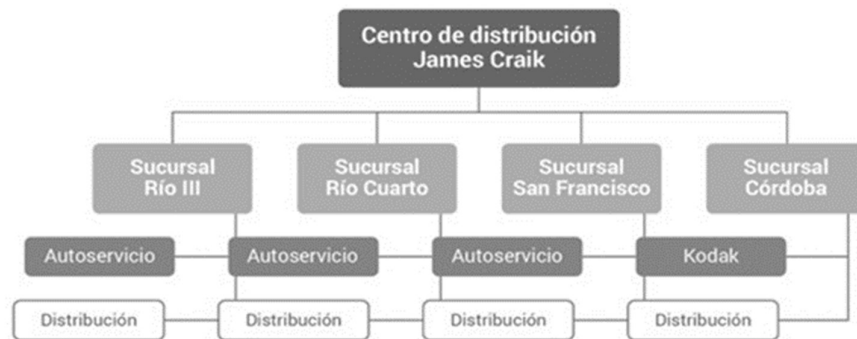 Centro de distribución
James Craik
Sucursal
Río III
Sucursal
Río Cuarto
Sucursal
San Francisco
Sucursal
Córdoba
Autoservicio
Autoservicio
Autoservicio
Kodak
Distribución
Distribución
Distribución
Distribución